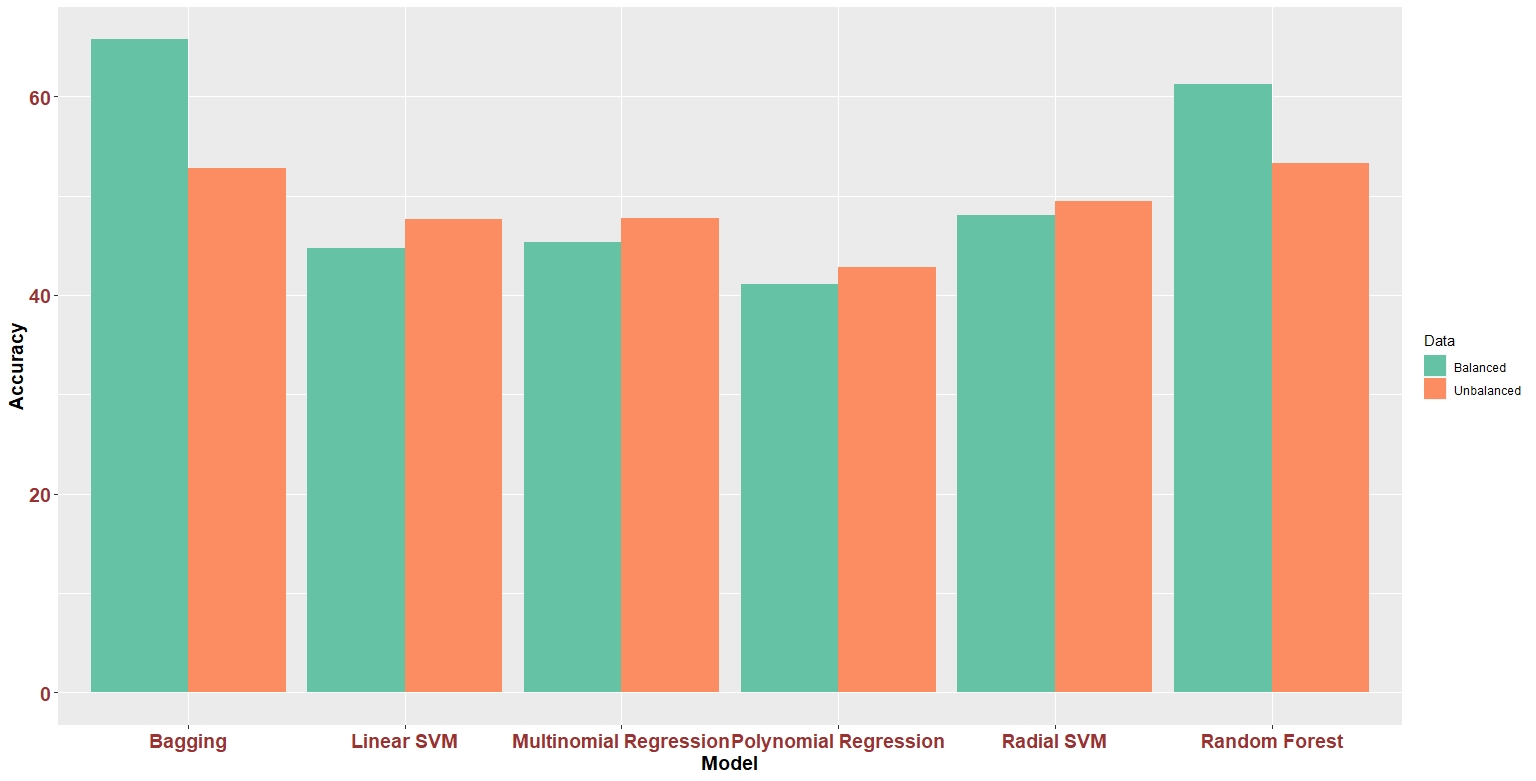 60
40
20
0
Accuracy
Bagging
Linear SVM
Multinomial Regression
Polynomial Regression
Radial SVM
Random Forest
Model
Data
Balanced
Unbalanced